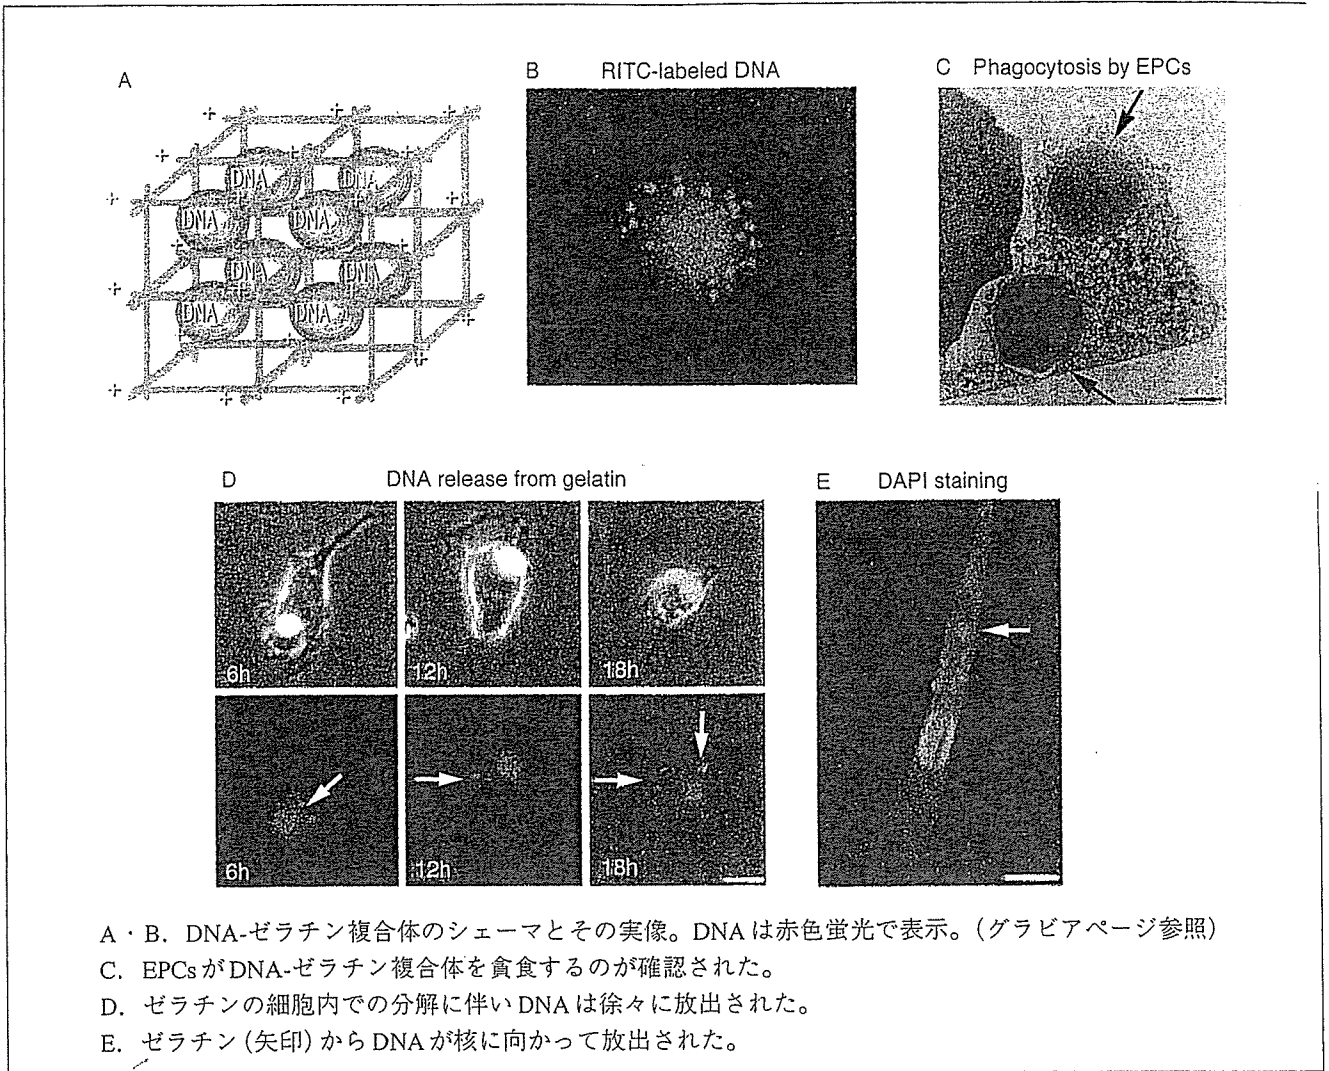 A
B RITC-labeled DNA
C Phagocytosis by EPCs
DNA DNA
DNA DNA
DNA DNA
DNA DNA
D DNA release from gelatin
E DAPI staining
6h 12h 18h
6h 12h 18h
A・B. DNA-ゼラチン複合体のシェーマとその実像。DNAは赤色蛍光で表示。(グラビアページ参照)
C. EPCsがDNA-ゼラチン複合体を貪食するのが確認された。
D. ゼラチンの細胞内での分解に伴いDNAは徐々に放出された。
E. ゼラチン(矢印)からDNAが核に向かって放出された。